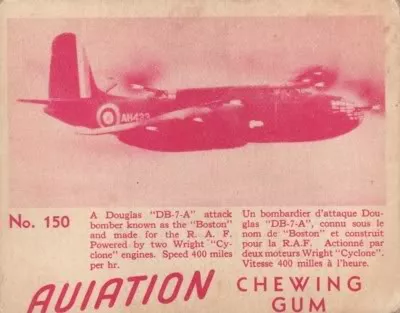 AH433
No. 150
A Douglas "DB-7-A" attack
bomber known as the "Boston"
and made for the R. A. F.
Powered by two Wright "Cy-
clone" engines. Speed 400 miles
per hr.
Un bombardier d'attaque Dou-
glas "DB-7-A", connu sous le
nom de "Boston" et construit
pour la R.A.F. Actionné par
deux moteurs Wright "Cyclone".
Vitesse 400 milles à l'heure.
AVIATION CHEWING
GUM